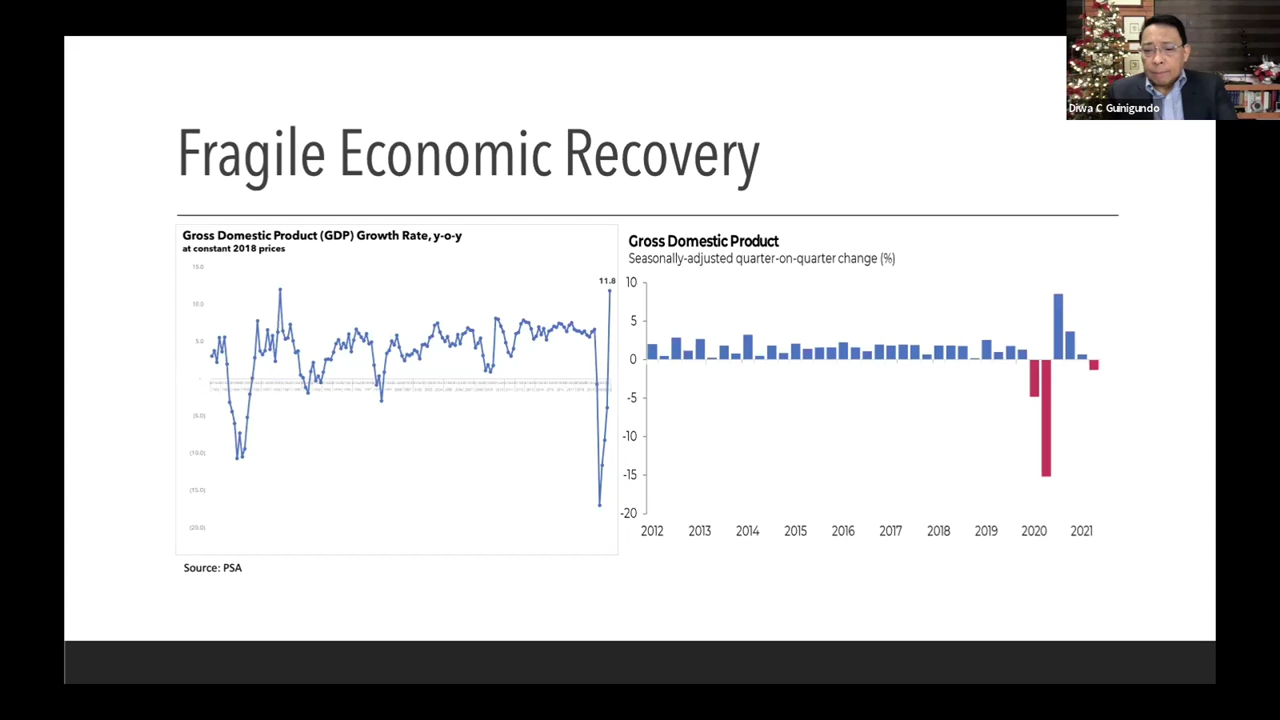 Diwa C Guinigundo
Fragile Economic Recovery
Gross Domestic Product (GDP) Growth Rate, y-o-y
at constant 2018 prices
15.0
10.0
5.0
-
(5.0)
(10.0)
(15.0)
(20.0)
11.8
Source: PSA
Gross Domestic Product
Seasonally-adjusted quarter-on-quarter change (%)
10
5
0
-5
-10
-15
-20
2012 2013 2014 2015 2016 2017 2018 2019 2020 2021